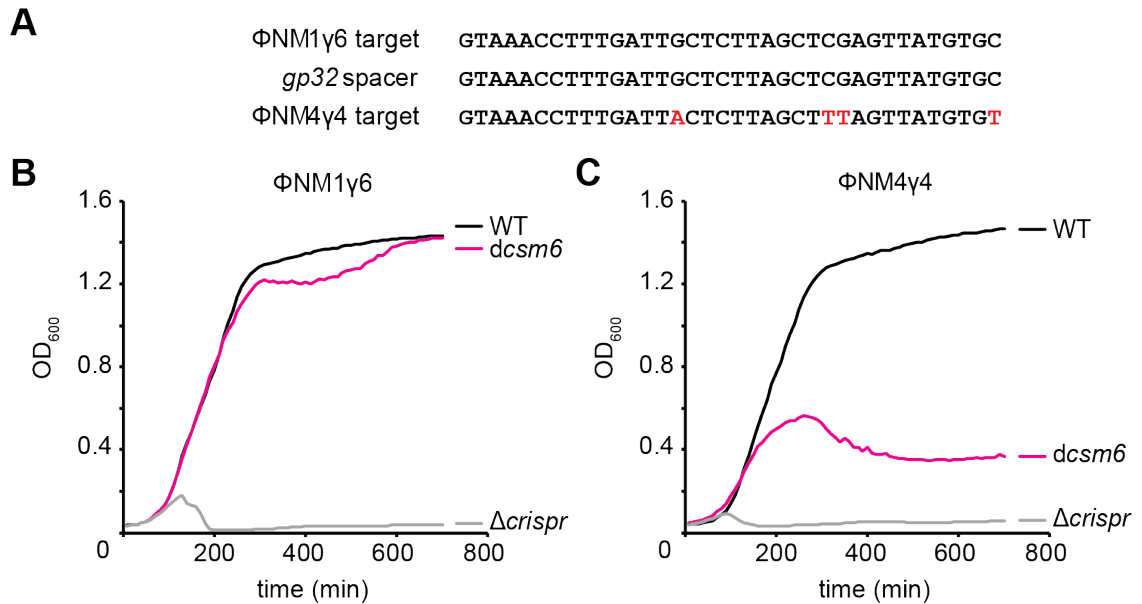 A
ΦNM1γ6 target GTAAACCTTTGATTGCTCTTAGCTCGAGTTATGTGC
gp32 spacer GTAAACCTTTGATTGCTCTTAGCTCGAGTTATGTGC
ΦNM4γ4 target GTAAACCTTTGATTACTCTTAGCTTTAGTTATGTGT
B
ΦNM1γ6
1.6
1.2
0.8
0.4
0
OD600
200 400 600 800
time (min)
WT
dcsm6
Δcrispr
C
ΦNM4γ4
1.6
1.2
0.8
0.4
0
OD600
200 400 600 800
time (min)
WT
dcsm6
Δcrispr